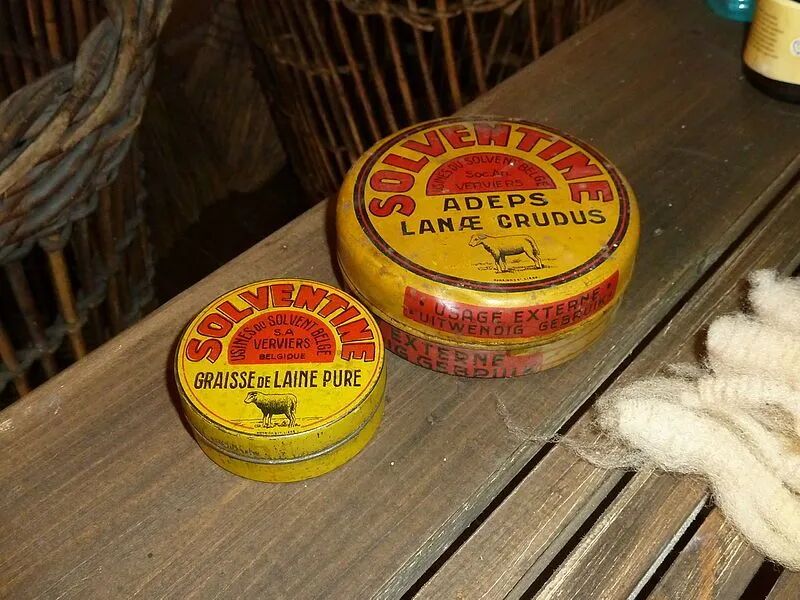 SOLVENTINE
USINES DU SOLVENT BELGE
Soc. An.
VERVIERS
ADEPS
LANÆ CRUDUS
USAGE EXTERNE
UITWENDIG GEBRUIK
EXTERNE
GEBRUIK
SOLVENTINE
USINES DU SOLVENT BELGE
S.A
VERVIERS
BELGIQUE
GRAISSE DE LAINE PURE